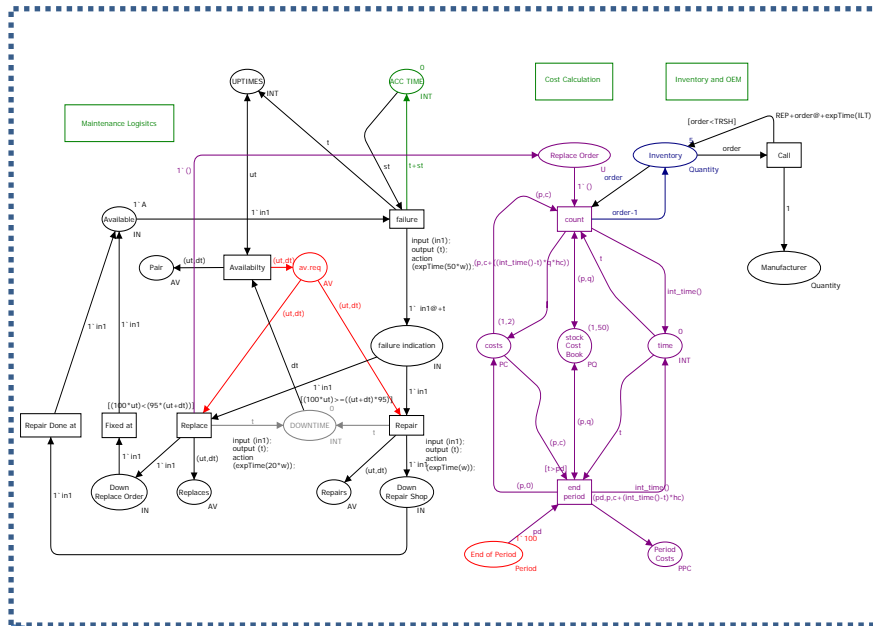 0
UPTIMES
INT
ACC TIME
INT
Cost Calculation
Inventory and OEM
Maintenance Logisitcs
[order<TRSH]
REP+order@+expTime(ILT)
t
st
t+st
1`()
Replace Order
U
Inventory
Quantity
order
Call
order
ut
(p,c)
1`()
1`A
Available
IN
1`in1
failure
count
order-1
1
input (in1);
output (t);
action
(expTime(50*w));
(p,c+((int_time()-t)*q*hc))
t
Pair
AV
(ut,dt)
Availabilty
(ut,dt)
av.req
AV
(p,q)
int_time()
Manufacturer
Quantity
(ut,dt)
(ut,dt)
1` in1@+t
1`in1
1`in1
(1,2)
(1,50)
0
costs
PC
stock
Cost
Book
PQ
time
INT
failure indication
IN
dt
1`in1
1`in1
[(100*ut)<(95*(ut+dt))]
[(100*ut)>=((ut+dt)*95)]
0
Repair Done at
Fixed at
Replace
t
DOWNTIME
INT
t
Repair
(p,q)
t
input (in1);
output (t);
action
(expTime(20*w));
input (in1);
output (t);
action
(expTime(w));
(p,c)
1`in1
1`in1
(ut,dt)
(ut,dt)
1`in1
[t>pd]
1`in1
Down
Replace Order
IN
Replaces
AV
Repairs
AV
Down
Repair Shop
IN
(p,0)
end
period
int_time()
(pd,p,c+(int_time()-t)*hc)
pd
1`100
End of Period
Period
Period
Costs
PPC